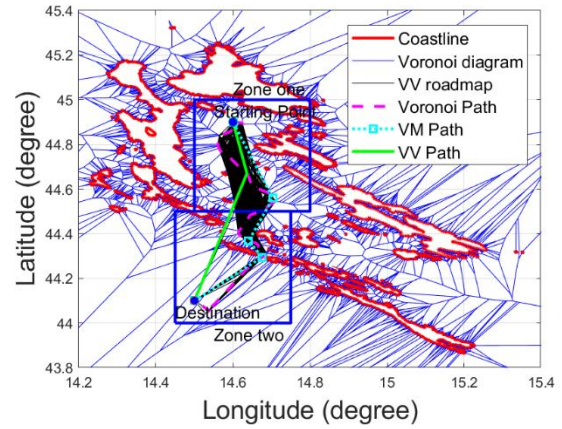 45.4
45.2
45
44.8
44.6
44.4
44.2
44
43.8
Latitude (degree)
Coastline
Voronoi diagram
VV roadmap
Voronoi Path
VM Path
VV Path
Zone one
Starting Point
Destination
Zone two
14.2
14.4
14.6
14.8
15
15.2
15.4
Longitude (degree)